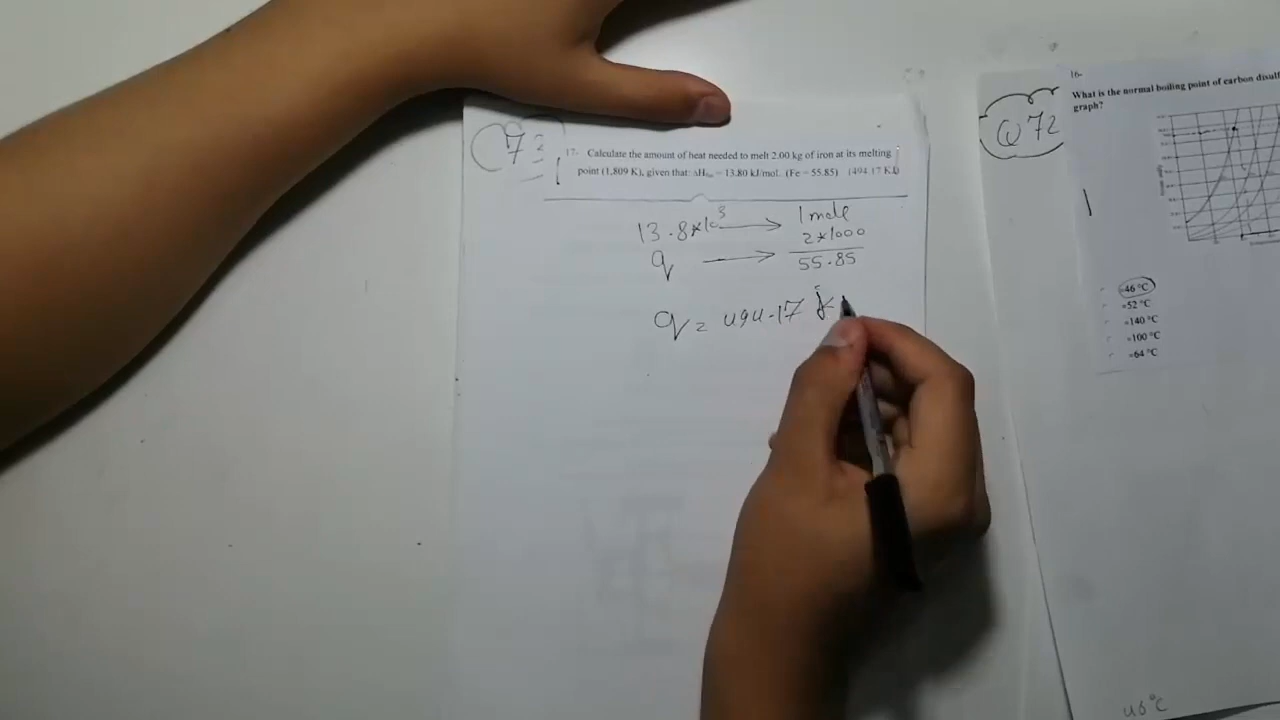 73
17. Calculate the amount of heat needed to melt 2.00 kg of iron at its melting
point (1,809 K), given that: ΔHfus = 13.80 kJ/mol. (Fe = 55.85) (494.17 KJ)
13.8*10³ → 1 mole
q → 2*1000
55.85
q = 494.17 k
Q 72
16-
What is the normal boiling point of carbon disulf
graph?
≈46 °C
≈52 °C
≈140 °C
≈100 °C
≈64 °C
46°C